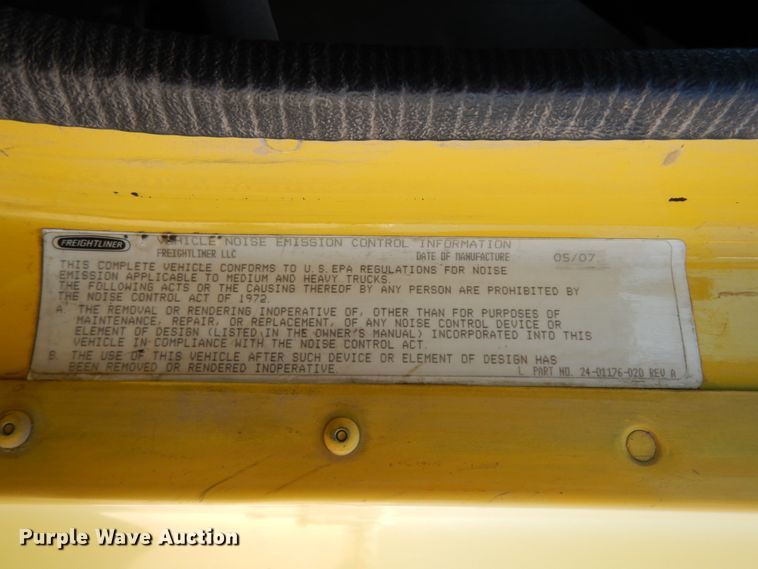 FREIGHTLINER VEHICLE NOISE EMISSION CONTROL INFORMATION
FREIGHTLINER LLC DATE OF MANUFACTURE 05/07
THIS COMPLETE VEHICLE CONFORMS TO U.S.EPA REGULATIONS FOR NOISE
EMISSION APPLICABLE TO MEDIUM AND HEAVY TRUCKS.
THE FOLLOWING ACTS OR THE CAUSING THEREOF BY ANY PERSON ARE PROHIBITED BY
THE NOISE CONTROL ACT OF 1972.
A. THE REMOVAL OR RENDERING INOPERATIVE OF, OTHER THAN FOR PURPOSES OF
MAINTENANCE, REPAIR, OR REPLACEMENT, OF ANY NOISE CONTROL DEVICE OR
ELEMENT OF DESIGN (LISTED IN THE OWNER'S MANUAL) INCORPORATED INTO THIS
VEHICLE IN COMPLIANCE WITH THE NOISE CONTROL ACT.
B. THE USE OF THIS VEHICLE AFTER SUCH DEVICE OR ELEMENT OF DESIGN HAS
BEEN REMOVED OR RENDERED INOPERATIVE.
L PART NO. 24-01176-020 REV A
Purple Wave Auction